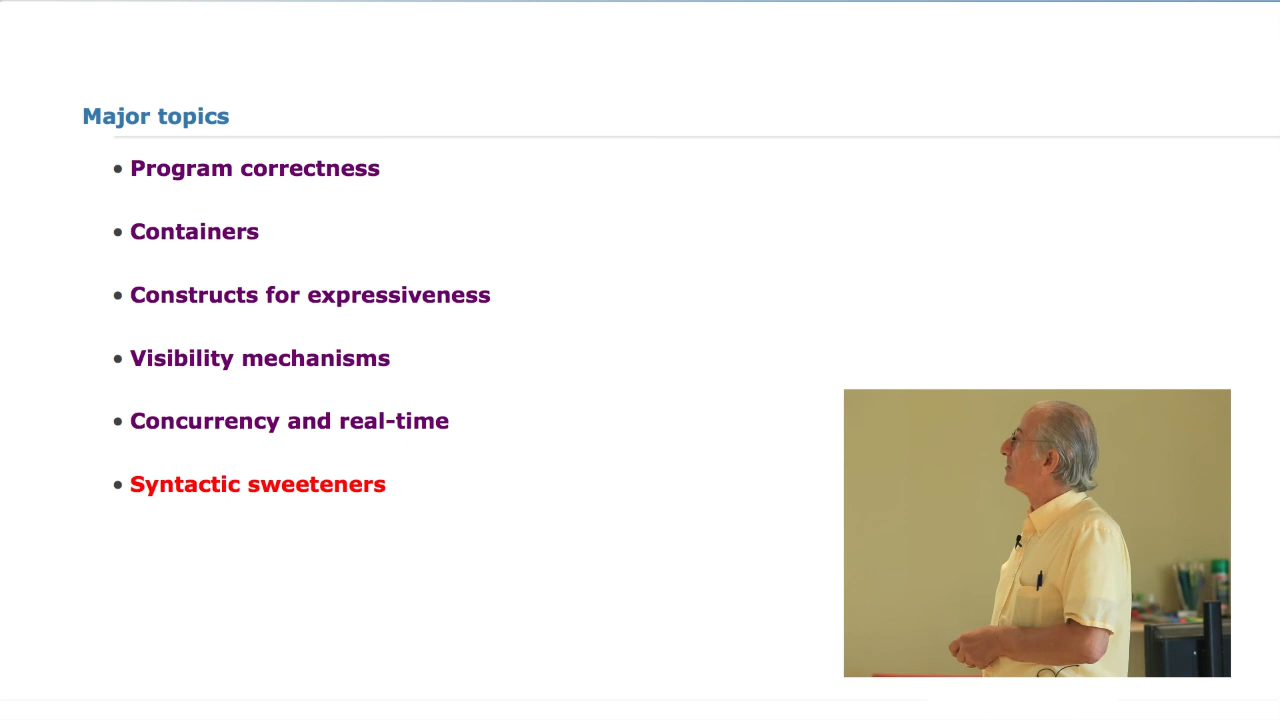 Major topics
• Program correctness
• Containers
• Constructs for expressiveness
• Visibility mechanisms
• Concurrency and real-time
• Syntactic sweeteners